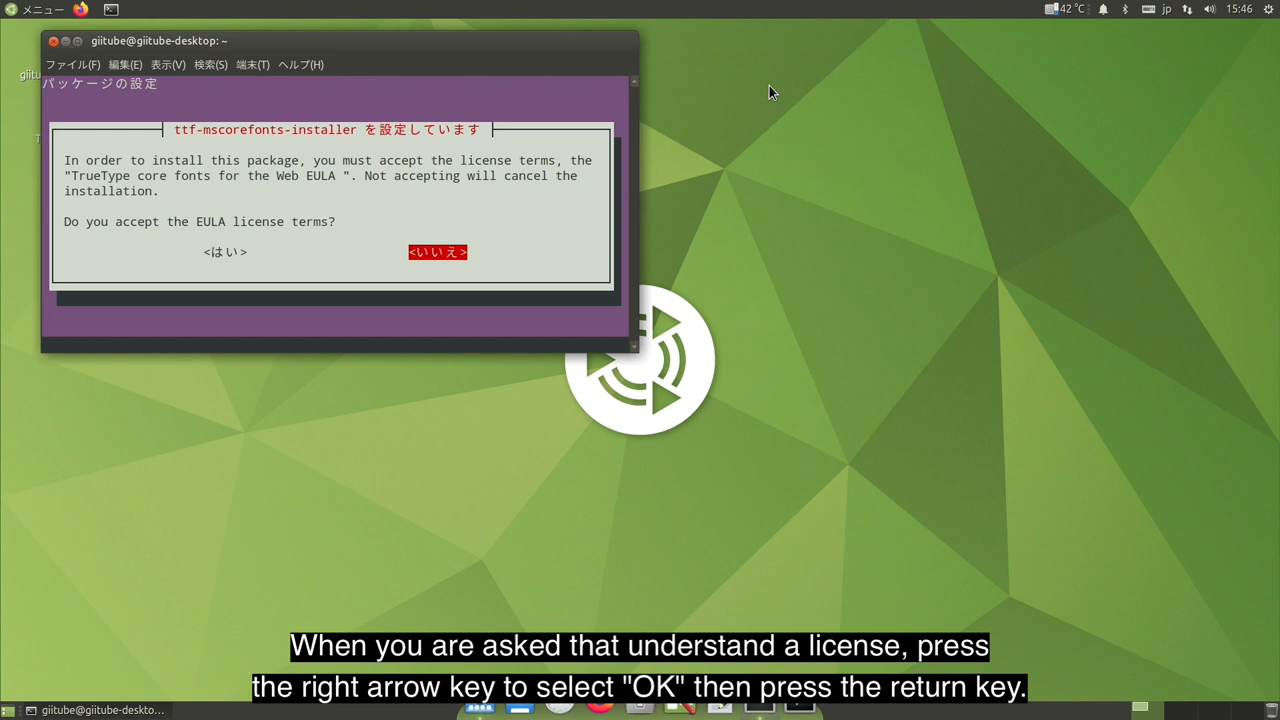 メニュー
42 ℃
jp
15:46
giitube@giitube-desktop: ~
ファイル(F) 編集(E) 表示(V) 検索(S) 端末(T) ヘルプ(H)
giitu
パッケージの設定
ttf-mscorefonts-installer を設定しています
In order to install this package, you must accept the license terms, the
"TrueType core fonts for the Web EULA ". Not accepting will cancel the
installation.
Do you accept the EULA license terms?
<はい>
<いいえ>
When you are asked that understand a license, press
the right arrow key to select "OK" then press the return key.
giitube@giitube-deskto...